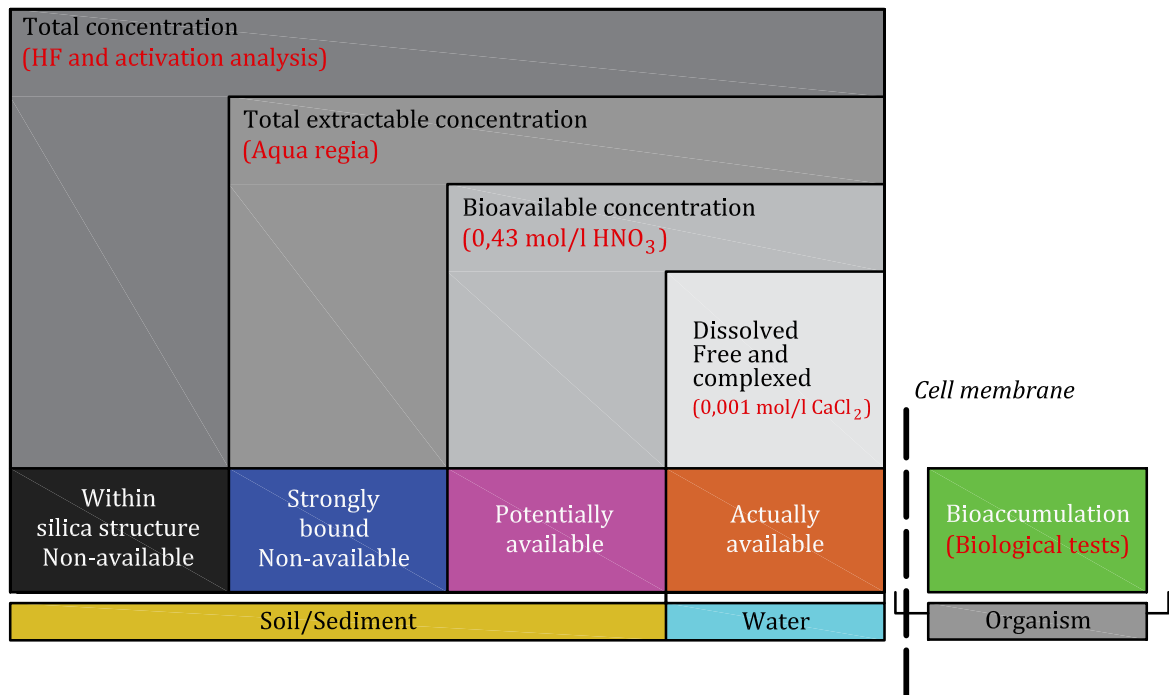 Total concentration
(HF and activation analysis)
Total extractable concentration
(Aqua regia)
Bioavailable concentration
(0,43 mol/l HNO₃)
Dissolved
Free and
complexed
(0,001 mol/l CaCl₂)
Cell membrane
Within
silica structure
Non-available
Strongly
bound
Non-available
Potentially
available
Actually
available
Bioaccumulation
(Biological tests)
Soil/Sediment
Water
Organism